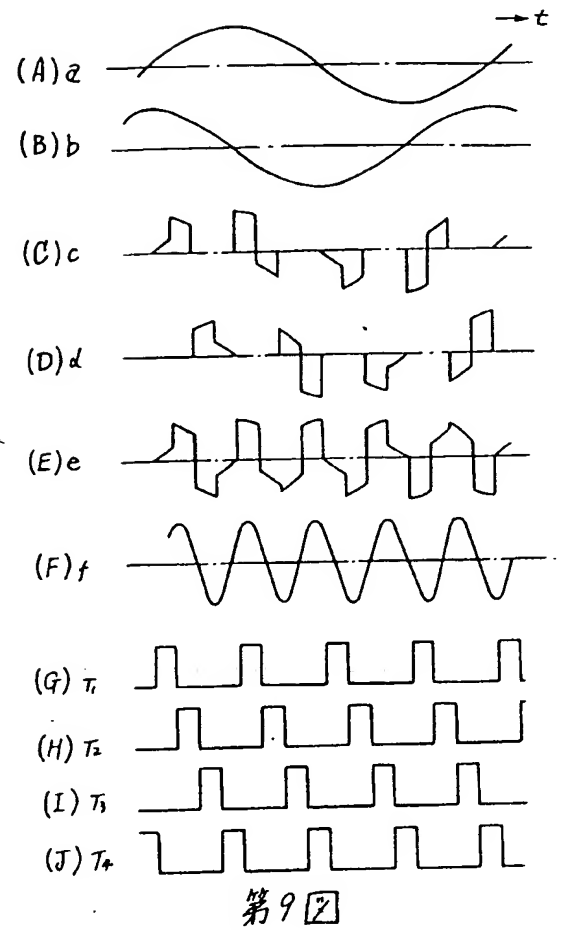 → t
(A) a
(B) b
(C) c
(D) d
(E) e
(F) f
(G) T₁
(H) T₂
(I) T₃
(J) T₄
第9図